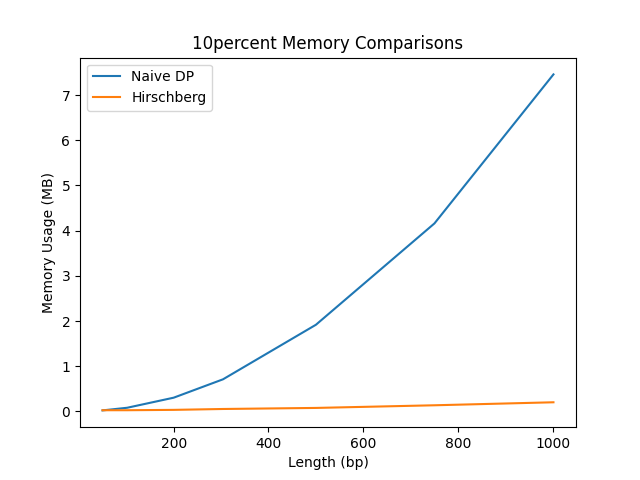 10percent Memory Comparisons
Naive DP
Hirschberg
Memory Usage (MB)
7
6
5
4
3
2
1
0
200
400
600
800
1000
Length (bp)